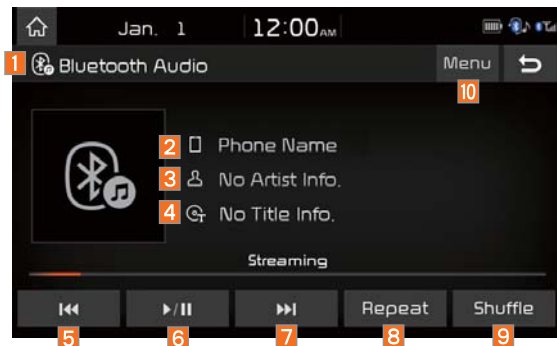 Jan. 1 12:00AM
1 Bluetooth Audio Menu
10
2 Phone Name
3 No Artist Info.
4 No Title Info.
Streaming
Repeat Shuffle
5 6 7 8 9